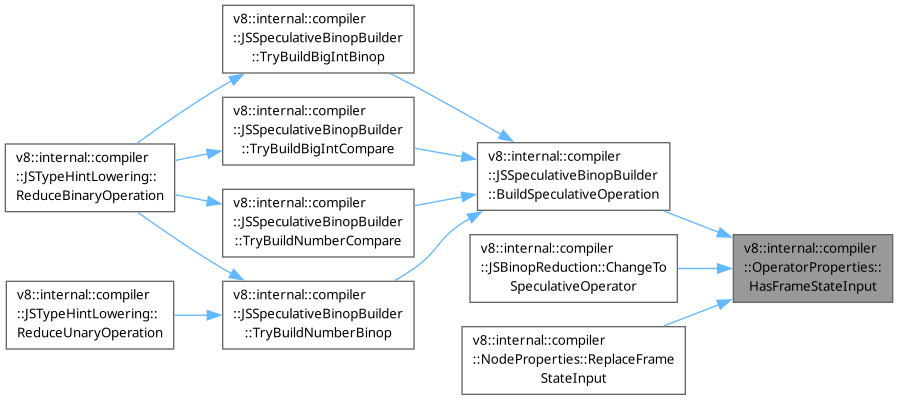 v8::internal::compiler
::JSSpeculativeBinopBuilder
::TryBuildBigIntBinop
v8::internal::compiler
::JSSpeculativeBinopBuilder
::TryBuildBigIntCompare
v8::internal::compiler
::JSTypeHintLowering::
ReduceBinaryOperation
v8::internal::compiler
::JSSpeculativeBinopBuilder
::BuildSpeculativeOperation
v8::internal::compiler
::JSSpeculativeBinopBuilder
::TryBuildNumberCompare
v8::internal::compiler
::JSBinopReduction::ChangeTo
SpeculativeOperator
v8::internal::compiler
::OperatorProperties::
HasFrameStateInput
v8::internal::compiler
::JSTypeHintLowering::
ReduceUnaryOperation
v8::internal::compiler
::JSSpeculativeBinopBuilder
::TryBuildNumberBinop
v8::internal::compiler
::NodeProperties::ReplaceFrame
StateInput